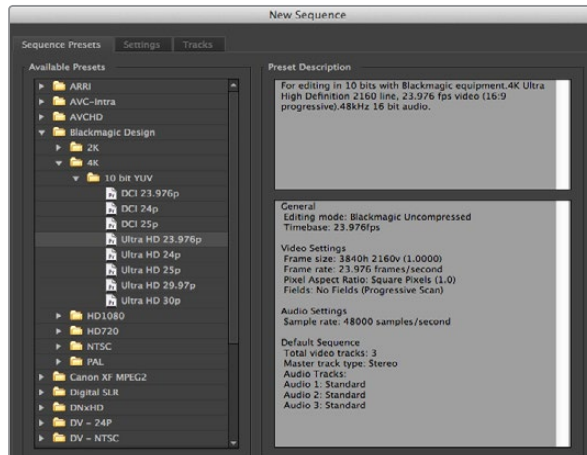 New Sequence
Sequence Presets
Settings
Tracks
Available Presets
ARRI
AVC-Intra
AVCHD
Blackmagic Design
2K
4K
10 bit YUV
DCI 23.976p
DCI 24p
DCI 25p
Ultra HD 23.976p
Ultra HD 24p
Ultra HD 25p
Ultra HD 29.97p
Ultra HD 30p
HD1080
HD720
NTSC
PAL
Canon XF MPEG2
Digital SLR
DNxHD
DV - 24P
DV - NTSC
Preset Description
For editing in 10 bits with Blackmagic equipment.4K Ultra
High Definition 2160 line, 23.976 fps video (16:9
progressive).48kHz 16 bit audio.
General
Editing mode: Blackmagic Uncompressed
Timebase: 23.976fps
Video Settings
Frame size: 3840h 2160v (1.0000)
Frame rate: 23.976 frames/second
Pixel Aspect Ratio: Square Pixels (1.0)
Fields: No Fields (Progressive Scan)
Audio Settings
Sample rate: 48000 samples/second
Default Sequence
Total video tracks: 3
Master track type: Stereo
Audio Tracks:
Audio 1: Standard
Audio 2: Standard
Audio 3: Standard